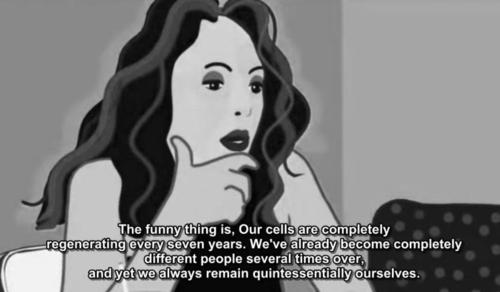 The funny thing is, Our cells are completely
regenerating every seven years. We've already become completely
different people several times over,
and yet we always remain quintessentially ourselves.